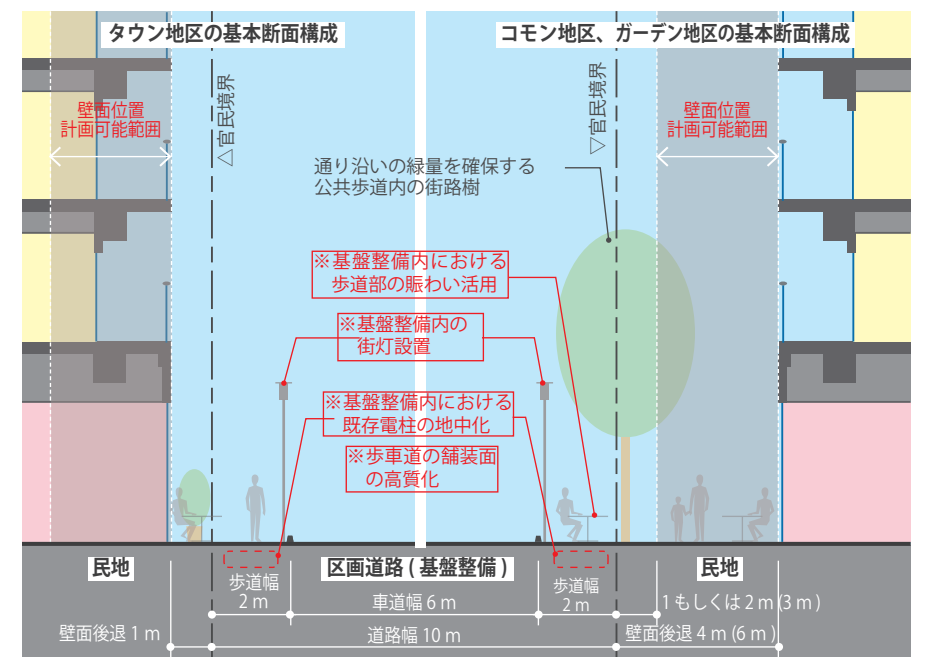 タウン地区の基本断面構成
コモン地区、ガーデン地区の基本断面構成
壁面位置
計画可能範囲
△官民境界
▽官民境界
壁面位置
計画可能範囲
通り沿いの緑量を確保する
公共歩道内の街路樹
※基盤整備内における
歩道部の賑わい活用
※基盤整備内の
街灯設置
※基盤整備内における
既存電柱の地中化
※歩車道の舗装面
の高質化
民地
区画道路 ( 基盤整備 )
民地
歩道幅
2 m
車道幅 6 m
歩道幅
2 m
1 もしくは 2 m (3 m )
壁面後退 1 m
道路幅 10 m
壁面後退 4 m (6 m )